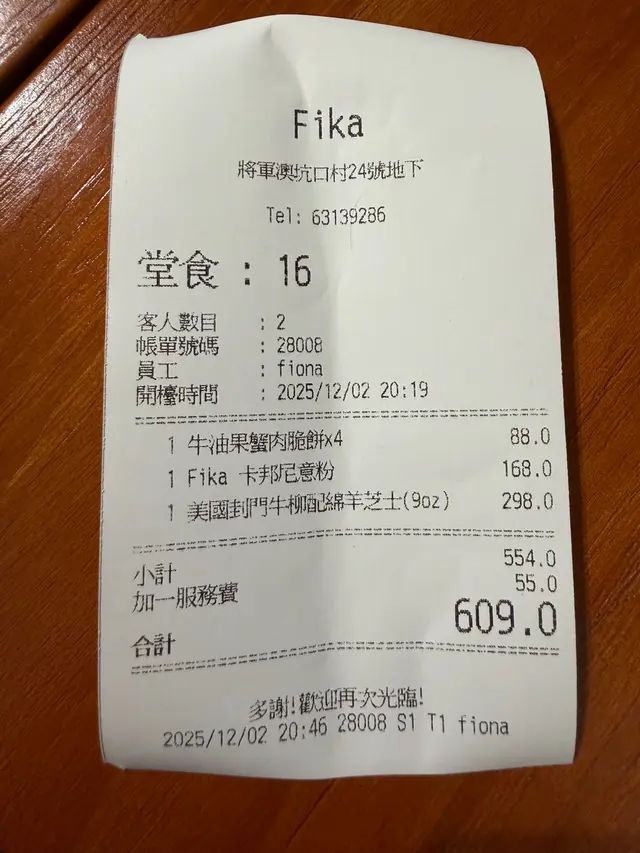 Fika
將軍澳坑口村24號地下
Tel: 63139286
堂食 : 16
客人數目 : 2
帳單號碼 : 28008
員工 : fiona
開檯時間 : 2025/12/02 20:19
1 牛油果蟹肉脆餅x4 88.0
1 Fika 卡邦尼意粉 168.0
1 美國封門牛柳配綿羊芝士(9oz) 298.0
小計 554.0
加一服務費 55.0
合計 609.0
多謝!歡迎再次光臨!
2025/12/02 20:46 28008 S1 T1 fiona